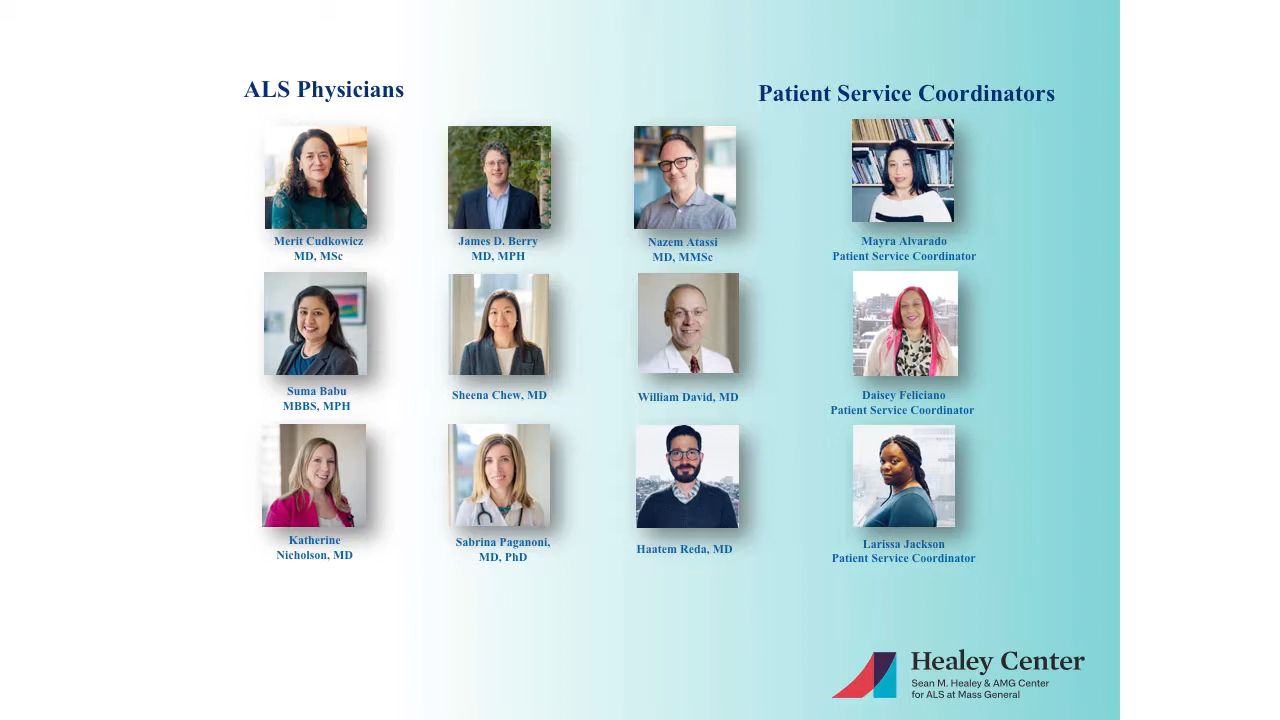 ALS Physicians
Patient Service Coordinators
Merit Cudkowicz
MD, MSc
James D. Berry
MD, MPH
Nazem Atassi
MD, MMSc
Mayra Alvarado
Patient Service Coordinator
Suma Babu
MBBS, MPH
Sheena Chew, MD
William David, MD
Daisey Feliciano
Patient Service Coordinator
Katherine
Nicholson, MD
Sabrina Paganoni,
MD, PhD
Haatem Reda, MD
Larissa Jackson
Patient Service Coordinator
Healey Center
Sean M. Healey & AMG Center
for ALS at Mass General